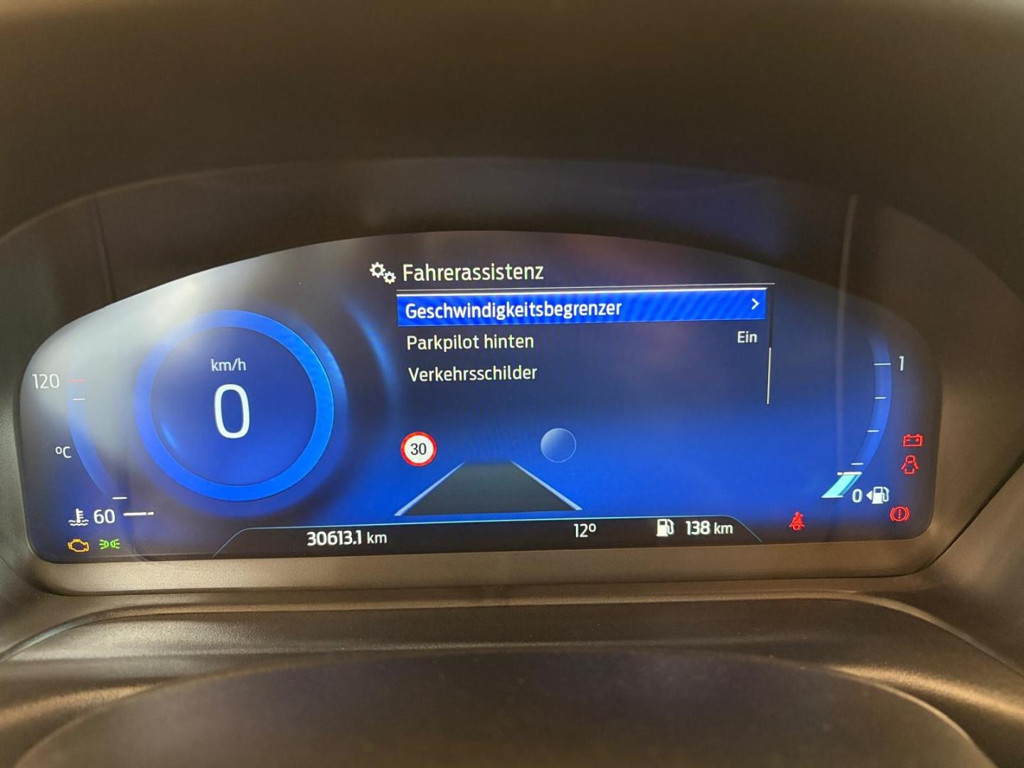 Fahrerassistenz
Geschwindigkeitsbegrenzer >
Parkpilot hinten Ein
Verkehrsschilder
km/h
0
120
°C
60
30
1
0
30613.1 km
12°
138 km